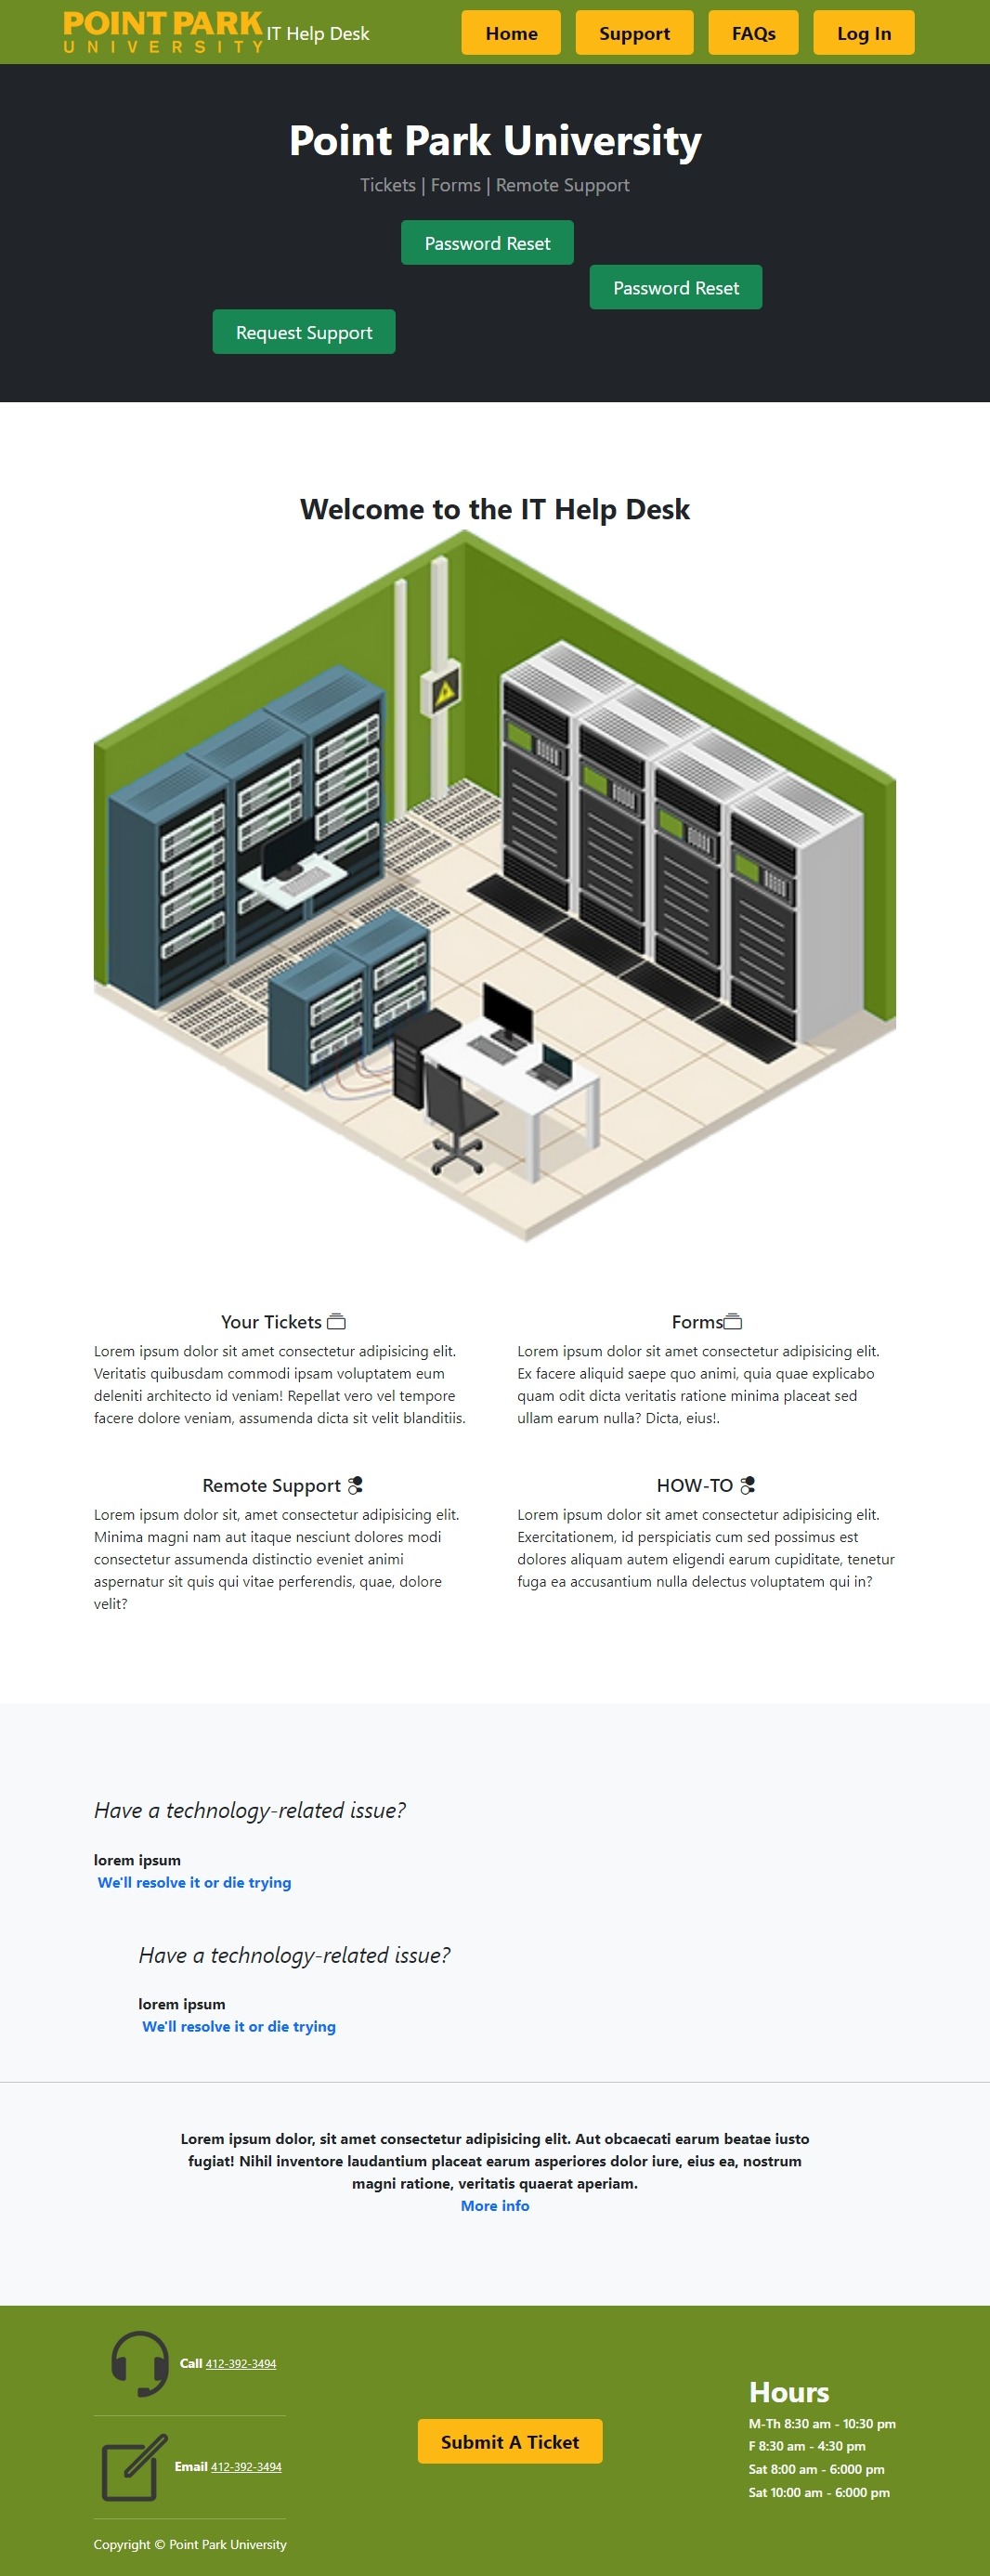 POINT PARK
UNIVERSITY
IT Help Desk
Home
Support
FAQs
Log In
Point Park University
Tickets | Forms | Remote Support
Password Reset
Password Reset
Request Support
Welcome to the IT Help Desk
Your Tickets
Lorem ipsum dolor sit amet consectetur adipisicing elit.
Veritatis quibusdam commodi ipsam voluptatem eum
deleniti architecto id veniam! Repellat vero vel tempore
facere dolore veniam, assumenda dicta sit velit blanditiis.
Forms
Lorem ipsum dolor sit amet consectetur adipisicing elit.
Ex facere aliquid saepe quo animi, quia quae explicabo
quam odit dicta veritatis ratione minima placeat sed
ullam earum nulla? Dicta, eius!.
Remote Support
Lorem ipsum dolor sit, amet consectetur adipisicing elit.
Minima magni nam aut itaque nesciunt dolores modi
consectetur assumenda distinctio eveniet animi
aspernatur sit quis qui vitae perferendis, quae, dolore
velit?
HOW-TO
Lorem ipsum dolor sit amet consectetur adipisicing elit.
Exercitationem, id perspiciatis cum sed possimus est
dolores aliquam autem eligendi earum cupiditate, tenetur
fuga ea accusantium nulla delectus voluptatem qui in?
Have a technology-related issue?
lorem ipsum
We'll resolve it or die trying
Have a technology-related issue?
lorem ipsum
We'll resolve it or die trying
Lorem ipsum dolor, sit amet consectetur adipisicing elit. Aut obcaecati earum beatae iusto
fugiat! Nihil inventore laudantium placeat earum asperiores dolor iure, eius ea, nostrum
magni ratione, veritatis quaerat aperiam.
More info
Call 412-392-3494
Email 412-392-3494
Copyright © Point Park University
Submit A Ticket
Hours
M-Th 8:30 am - 10:30 pm
F 8:30 am - 4:30 pm
Sat 8:00 am - 6:000 pm
Sat 10:00 am - 6:000 pm